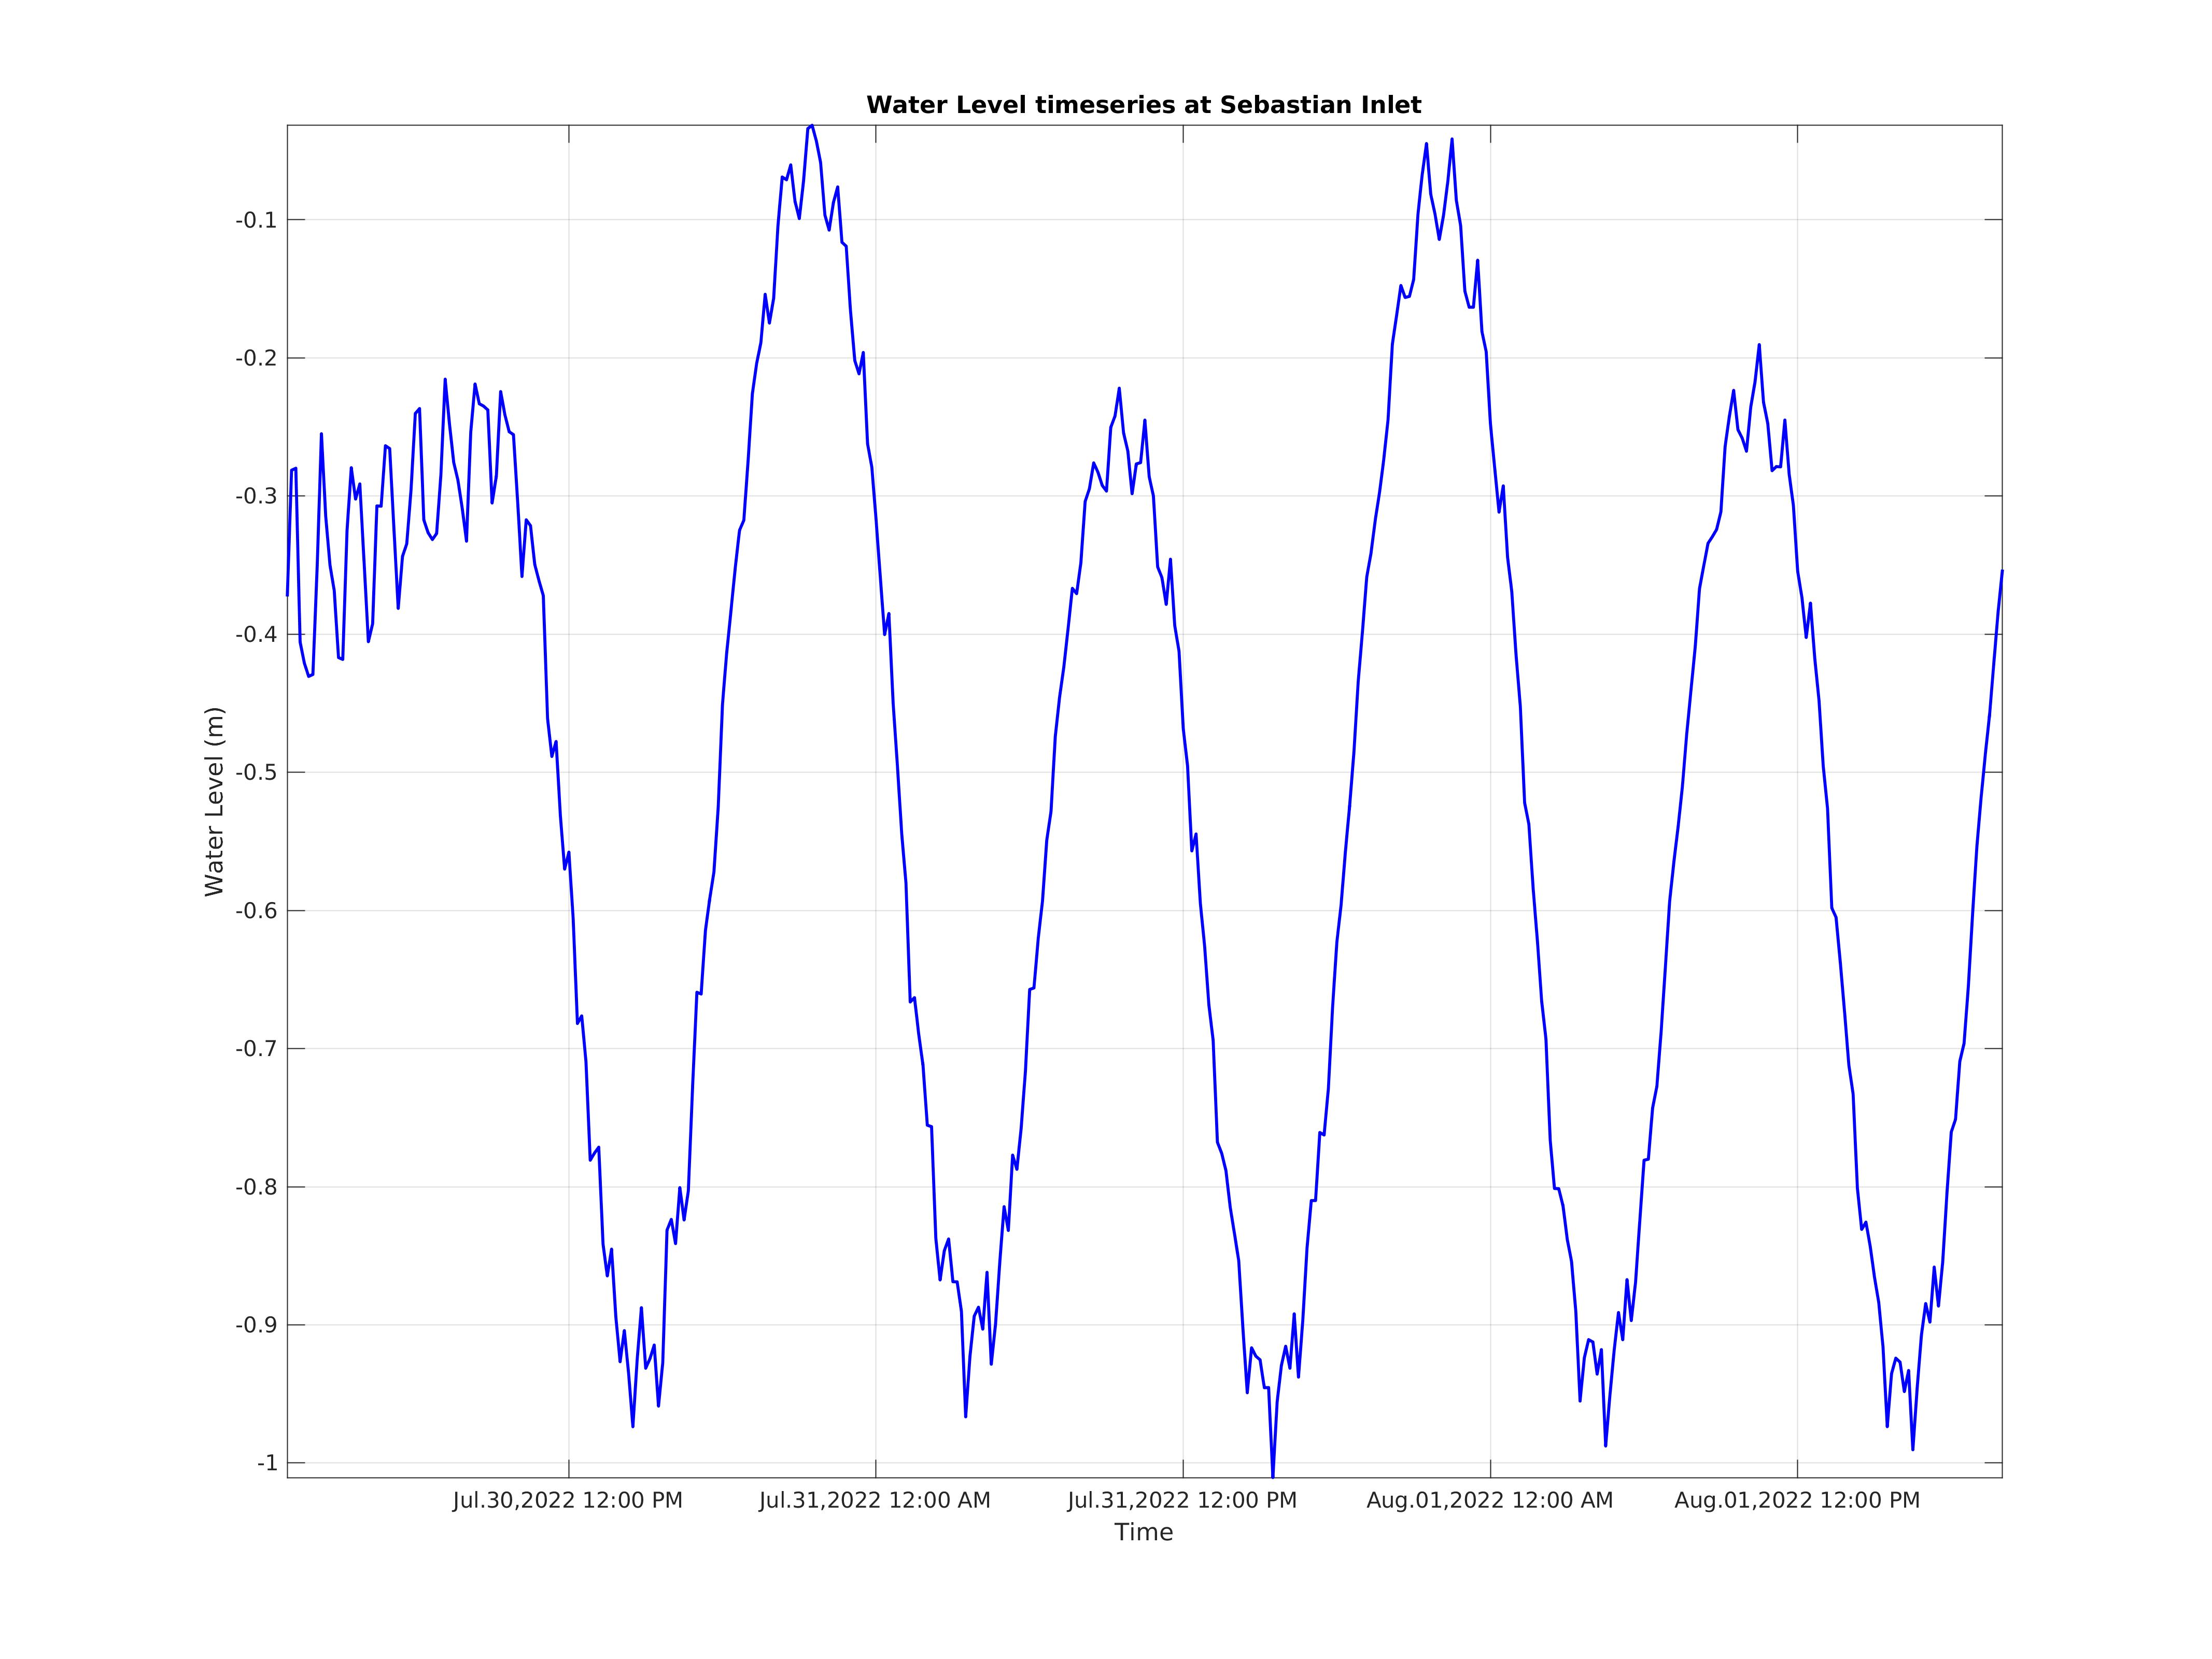 Water Level timeseries at Sebastian Inlet
-0.1
-0.2
-0.3
-0.4
-0.5
-0.6
-0.7
-0.8
-0.9
-1
Water Level (m)
Jul.30,2022 12:00 PM
Jul.31,2022 12:00 AM
Jul.31,2022 12:00 PM
Aug.01,2022 12:00 AM
Aug.01,2022 12:00 PM
Time